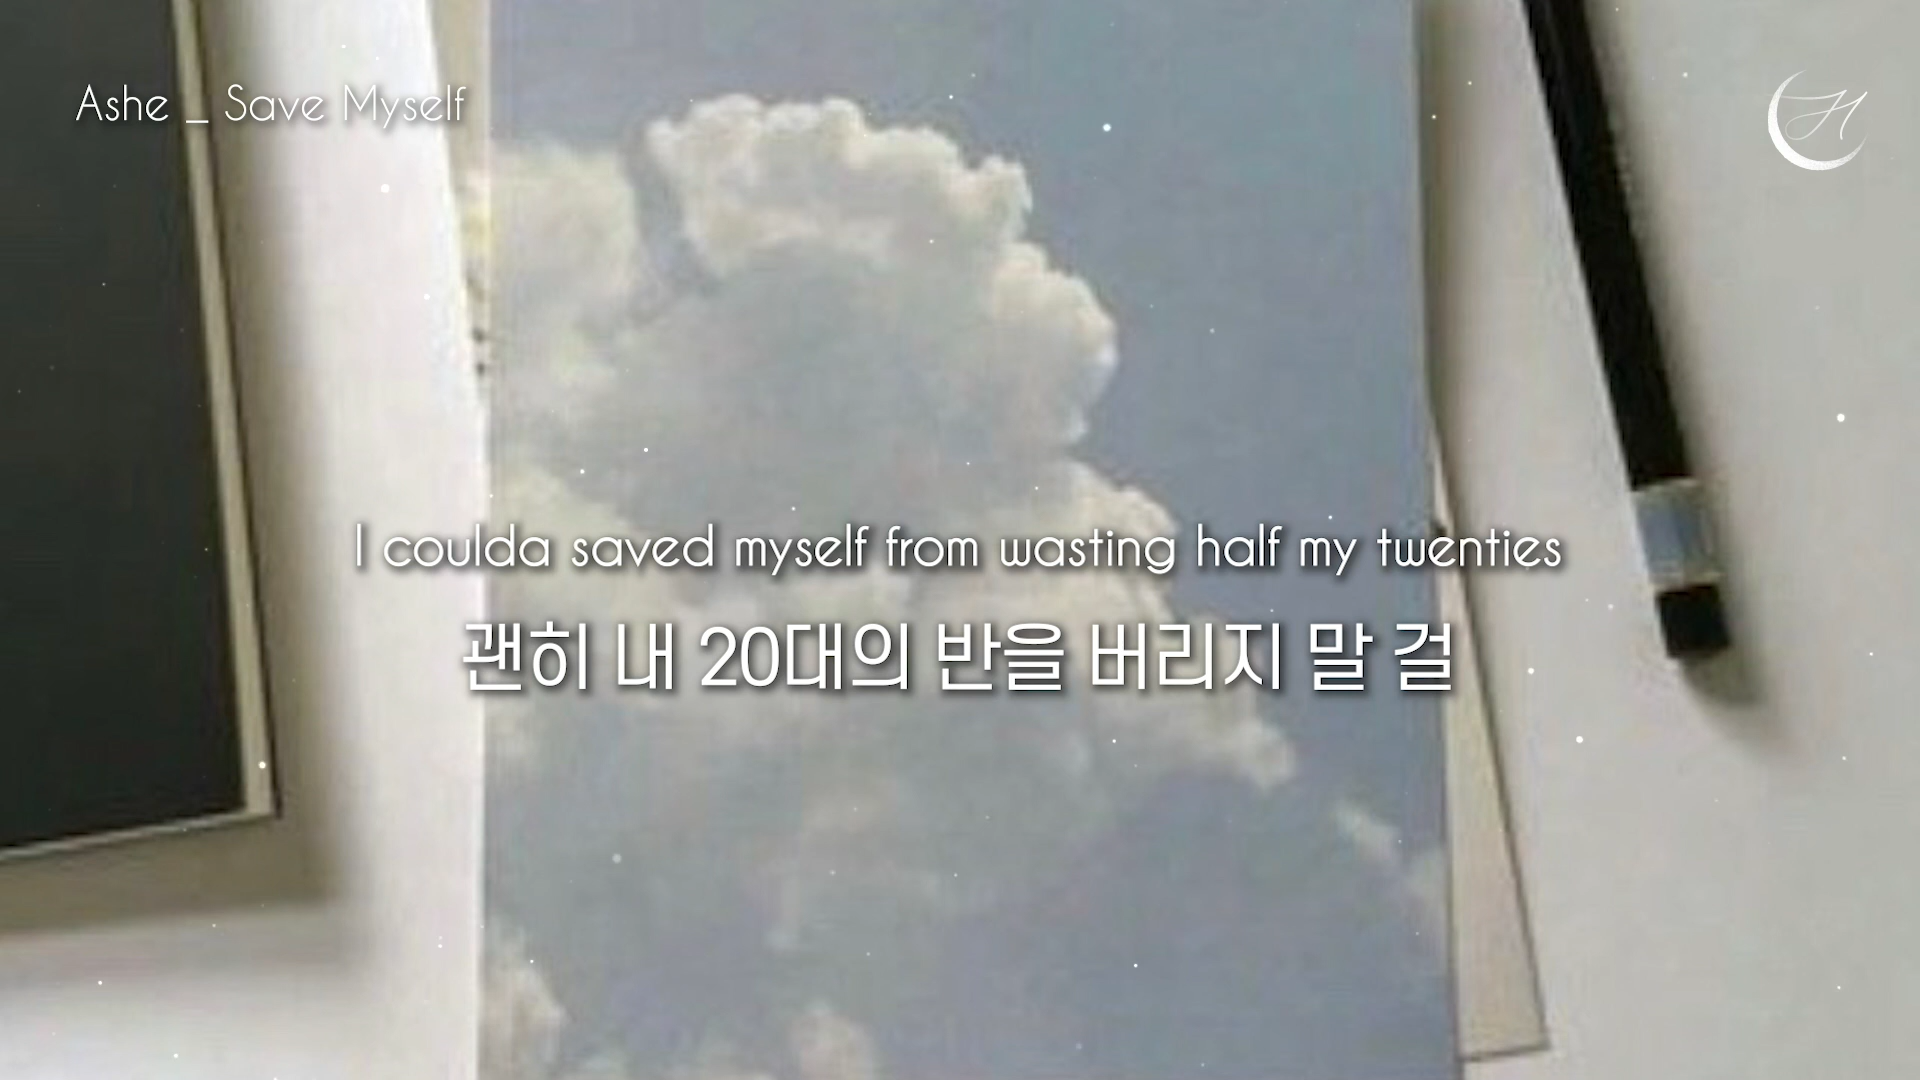 Ashe _ Save Myself
H
I coulda saved myself from wasting half my twenties
괜히 내 20대의 반을 버리지 말 걸